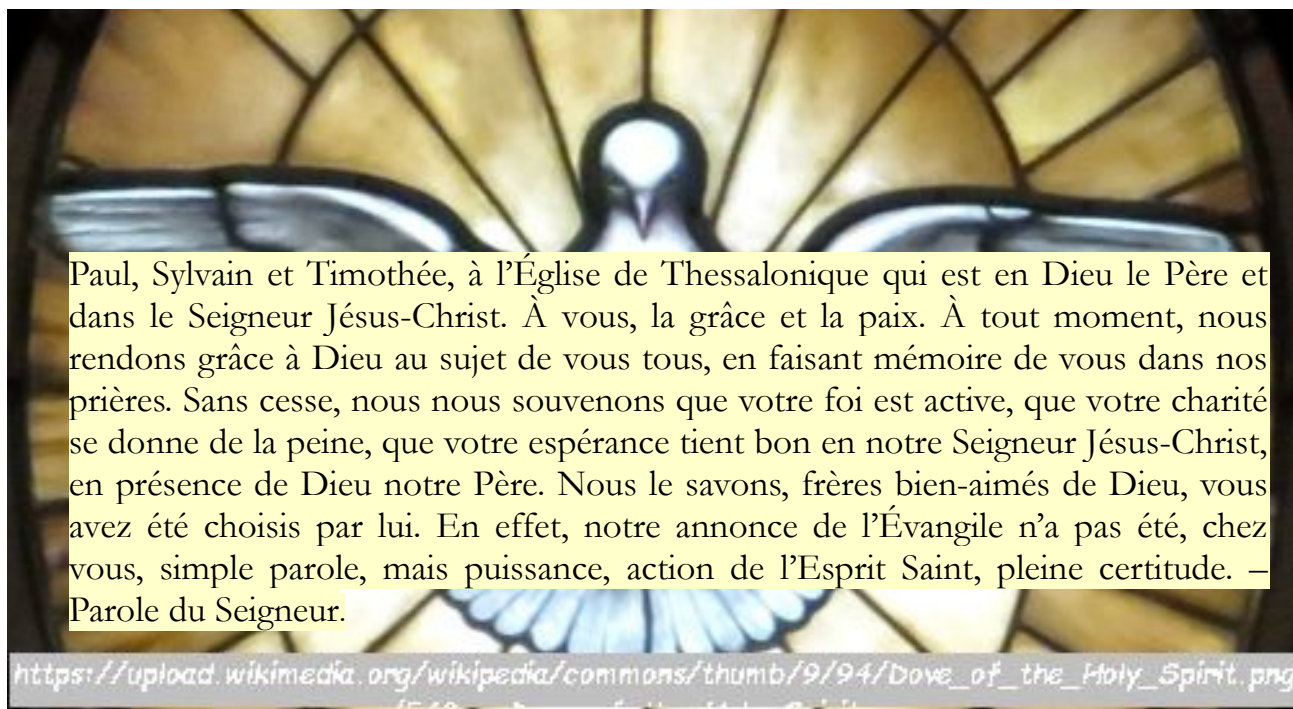 Paul, Sylvain et Timothée, à l’Église de Thessalonique qui est en Dieu le Père et
dans le Seigneur Jésus-Christ. À vous, la grâce et la paix. À tout moment, nous
rendons grâce à Dieu au sujet de vous tous, en faisant mémoire de vous dans nos
prières. Sans cesse, nous nous souvenons que votre foi est active, que votre charité
se donne de la peine, que votre espérance tient bon en notre Seigneur Jésus-Christ,
en présence de Dieu notre Père. Nous le savons, frères bien-aimés de Dieu, vous
avez été choisis par lui. En effet, notre annonce de l’Évangile n’a pas été, chez
vous, simple parole, mais puissance, action de l’Esprit Saint, pleine certitude. –
Parole du Seigneur.
https://upload.wikimedia.org/wikipedia/commons/thumb/9/94/Dove_of_the_Holy_Spirit.png